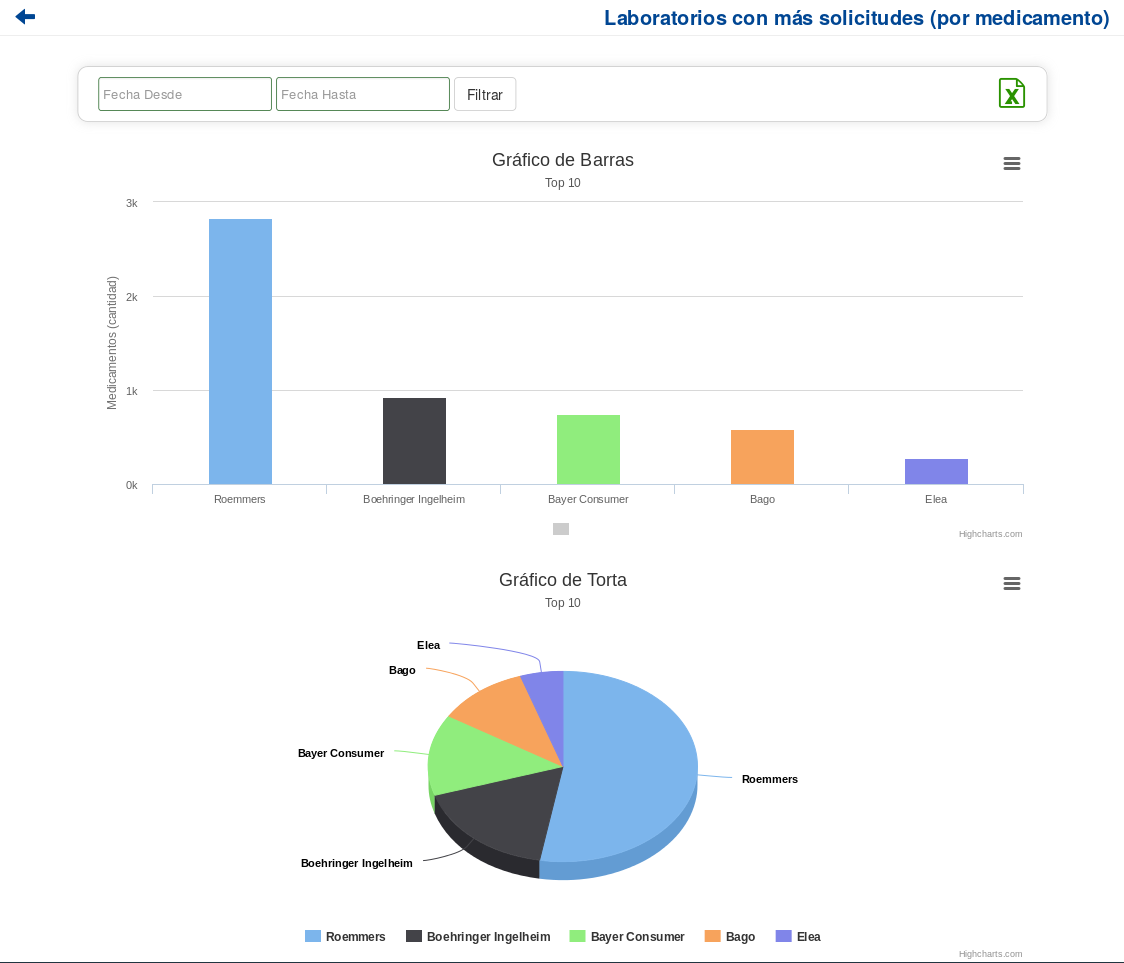 Laboratorios con más solicitudes (por medicamento)
Fecha Desde
Fecha Hasta
Filtrar
Gráfico de Barras
Top 10
Medicamentos (cantidad)
3k
2k
1k
0k
Roemmers
Boehringer Ingelheim
Bayer Consumer
Bago
Elea
Highcharts.com
Gráfico de Torta
Top 10
Elea
Bago
Bayer Consumer
Roemmers
Boehringer Ingelheim
Roemmers Boehringer Ingelheim Bayer Consumer Bago Elea
Highcharts.com